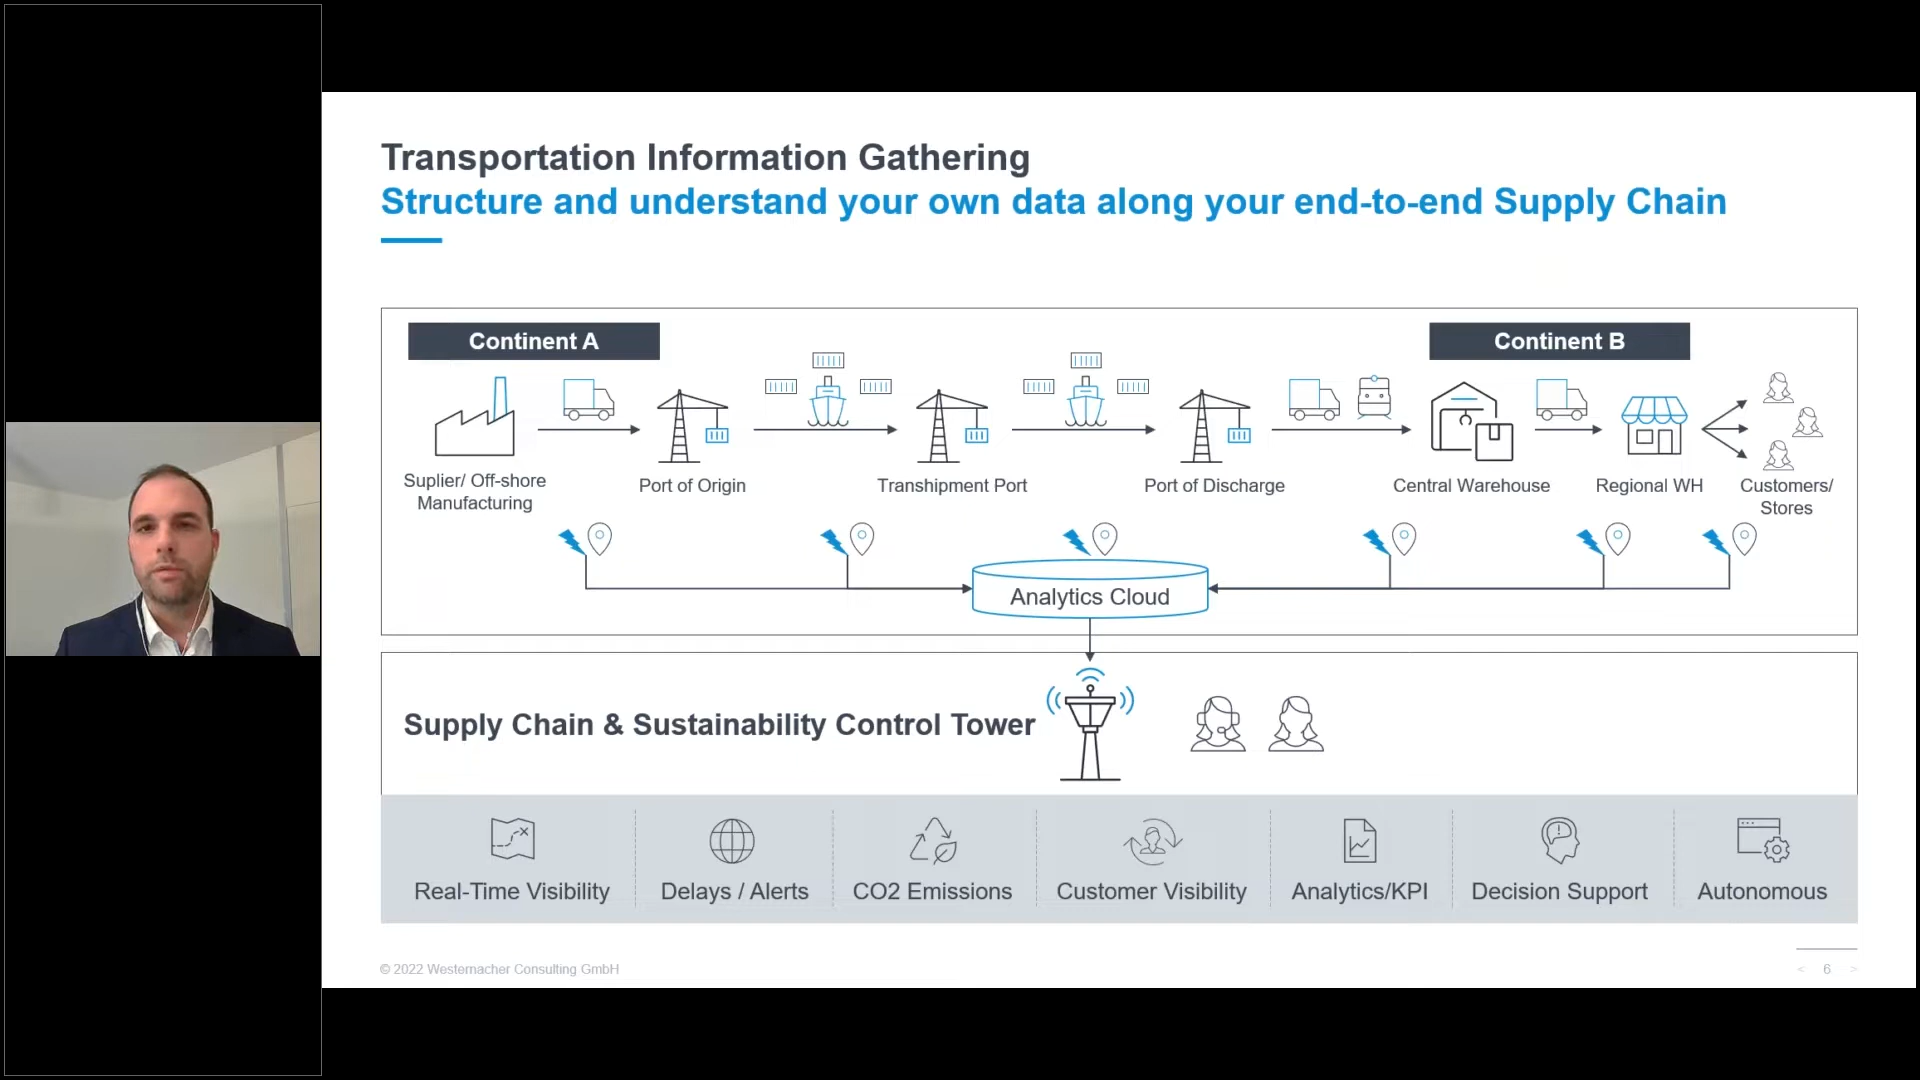 Transportation Information Gathering
Structure and understand your own data along your end-to-end Supply Chain
Continent A
Continent B
Suplier/ Off-shore
Manufacturing
Port of Origin
Transhipment Port
Port of Discharge
Central Warehouse
Regional WH
Customers/
Stores
Analytics Cloud
Supply Chain & Sustainability Control Tower
Real-Time Visibility
Delays / Alerts
CO2 Emissions
Customer Visibility
Analytics/KPI
Decision Support
Autonomous
© 2022 Westernacher Consulting GmbH
< 6 >